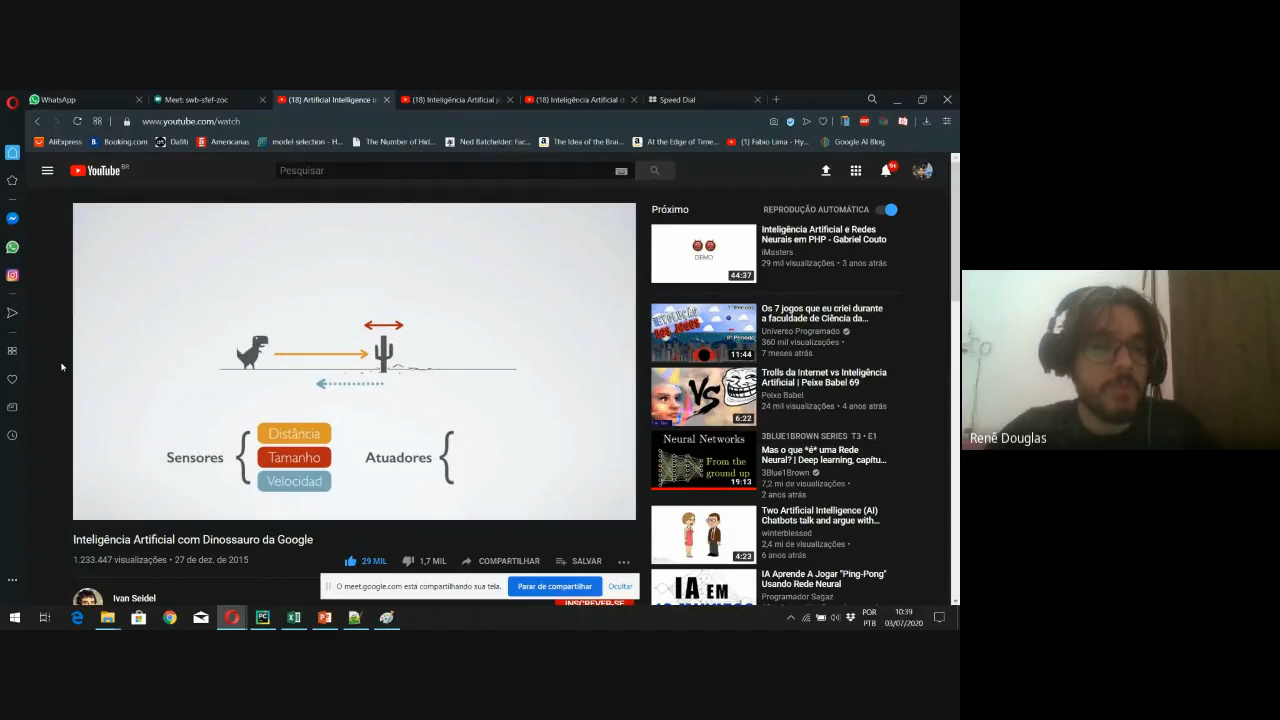 WhatsApp
Meet: swb-sfef-zoc
(18) Artificial Intelligence in
(18) Inteligência Artificial jo
(18) Inteligência Artificial d
Speed Dial
www.youtube.com/watch
AliExpress
Booking.com
Dafiti
Americanas
model selection - H...
The Number of Hid...
Ned Batchelder: Fac...
The Idea of the Brai...
At the Edge of Time...
(1) Fabio Lima - Hy...
Google AI Blog
YouTube BR
Pesquisar
9+
Sensores
Distância
Tamanho
Velocidad
Atuadores
Inteligência Artificial com Dinossauro da Google
1.233.447 visualizações • 27 de dez. de 2015
29 MIL
1,7 MIL
COMPARTILHAR
SALVAR
Ivan Seidel
INSCREVER-SE
O meet.google.com está compartilhando sua tela.
Parar de compartilhar
Ocultar
Próximo
REPRODUÇÃO AUTOMÁTICA
DEMO
44:37
Inteligência Artificial e Redes
Neurais em PHP - Gabriel Couto
iMasters
29 mil visualizações • 3 anos atrás
11:44
Os 7 jogos que eu criei durante
a faculdade de Ciência da...
Universo Programado
360 mil visualizações •
7 meses atrás
VS
6:22
Trolls da Internet vs Inteligência
Artificial | Peixe Babel 69
Peixe Babel
24 mil visualizações • 4 anos atrás
Neural Networks
From the
ground up
19:13
3BLUE1BROWN SERIES T3 • E1
Mas o que *é* uma Rede
Neural? | Deep learning, capítu...
3Blue1Brown
7,2 mi de visualizações •
2 anos atrás
4:23
Two Artificial Intelligence (AI)
Chatbots talk and argue with...
winterblessed
2,4 mi de visualizações •
6 anos atrás
IA EM
IA Aprende A Jogar "Ping-Pong"
Usando Rede Neural
Programador Sagaz
POR
PTB
10:39
03/07/2020
Renê Douglas